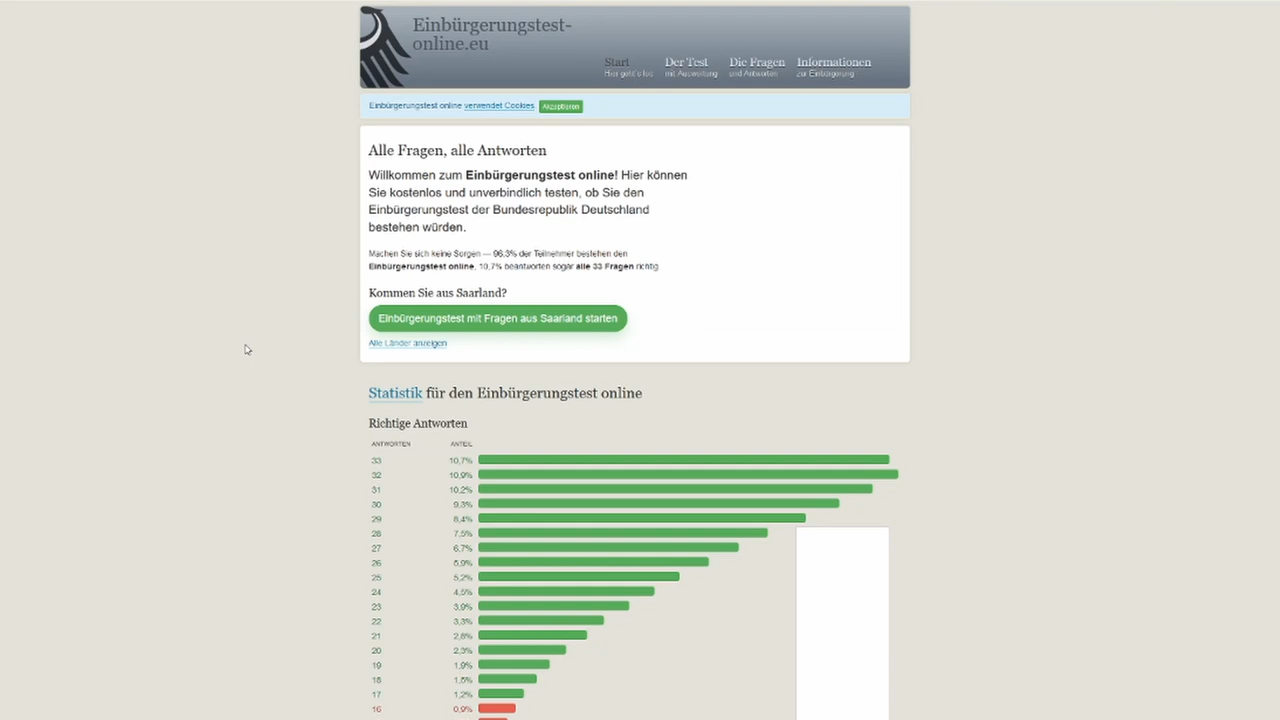 Einbürgerungstest-
online.eu
Start Der Test Die Fragen Informationen
Hier geht's los mit Auswertung und Antworten zur Einbürgerung
Einbürgerungstest online verwendet Cookies Akzeptieren
Alle Fragen, alle Antworten
Willkommen zum Einbürgerungstest online! Hier können
Sie kostenlos und unverbindlich testen, ob Sie den
Einbürgerungstest der Bundesrepublik Deutschland
bestehen würden.
Machen Sie sich keine Sorgen — 96,3% der Teilnehmer bestehen den
Einbürgerungstest online, 10,7% beantworten sogar alle 33 Fragen richtig
Kommen Sie aus Saarland?
Einbürgerungstest mit Fragen aus Saarland starten
Alle Länder anzeigen
Statistik für den Einbürgerungstest online
Richtige Antworten
ANTWORTEN ANTEIL
33 10,7%
32 10,9%
31 10,2%
30 9,3%
29 8,4%
28 7,5%
27 6,7%
26 5,9%
25 5,2%
24 4,5%
23 3,9%
22 3,3%
21 2,8%
20 2,3%
19 1,9%
18 1,5%
17 1,2%
16 0,9%